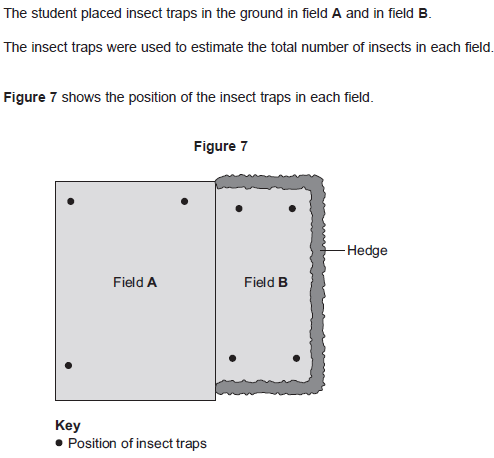 The student placed insect traps in the ground in field A and in field B.
The insect traps were used to estimate the total number of insects in each field.
Figure 7 shows the position of the insect traps in each field.
Figure 7
Hedge
Field A
Field B
Key
Position of insect traps